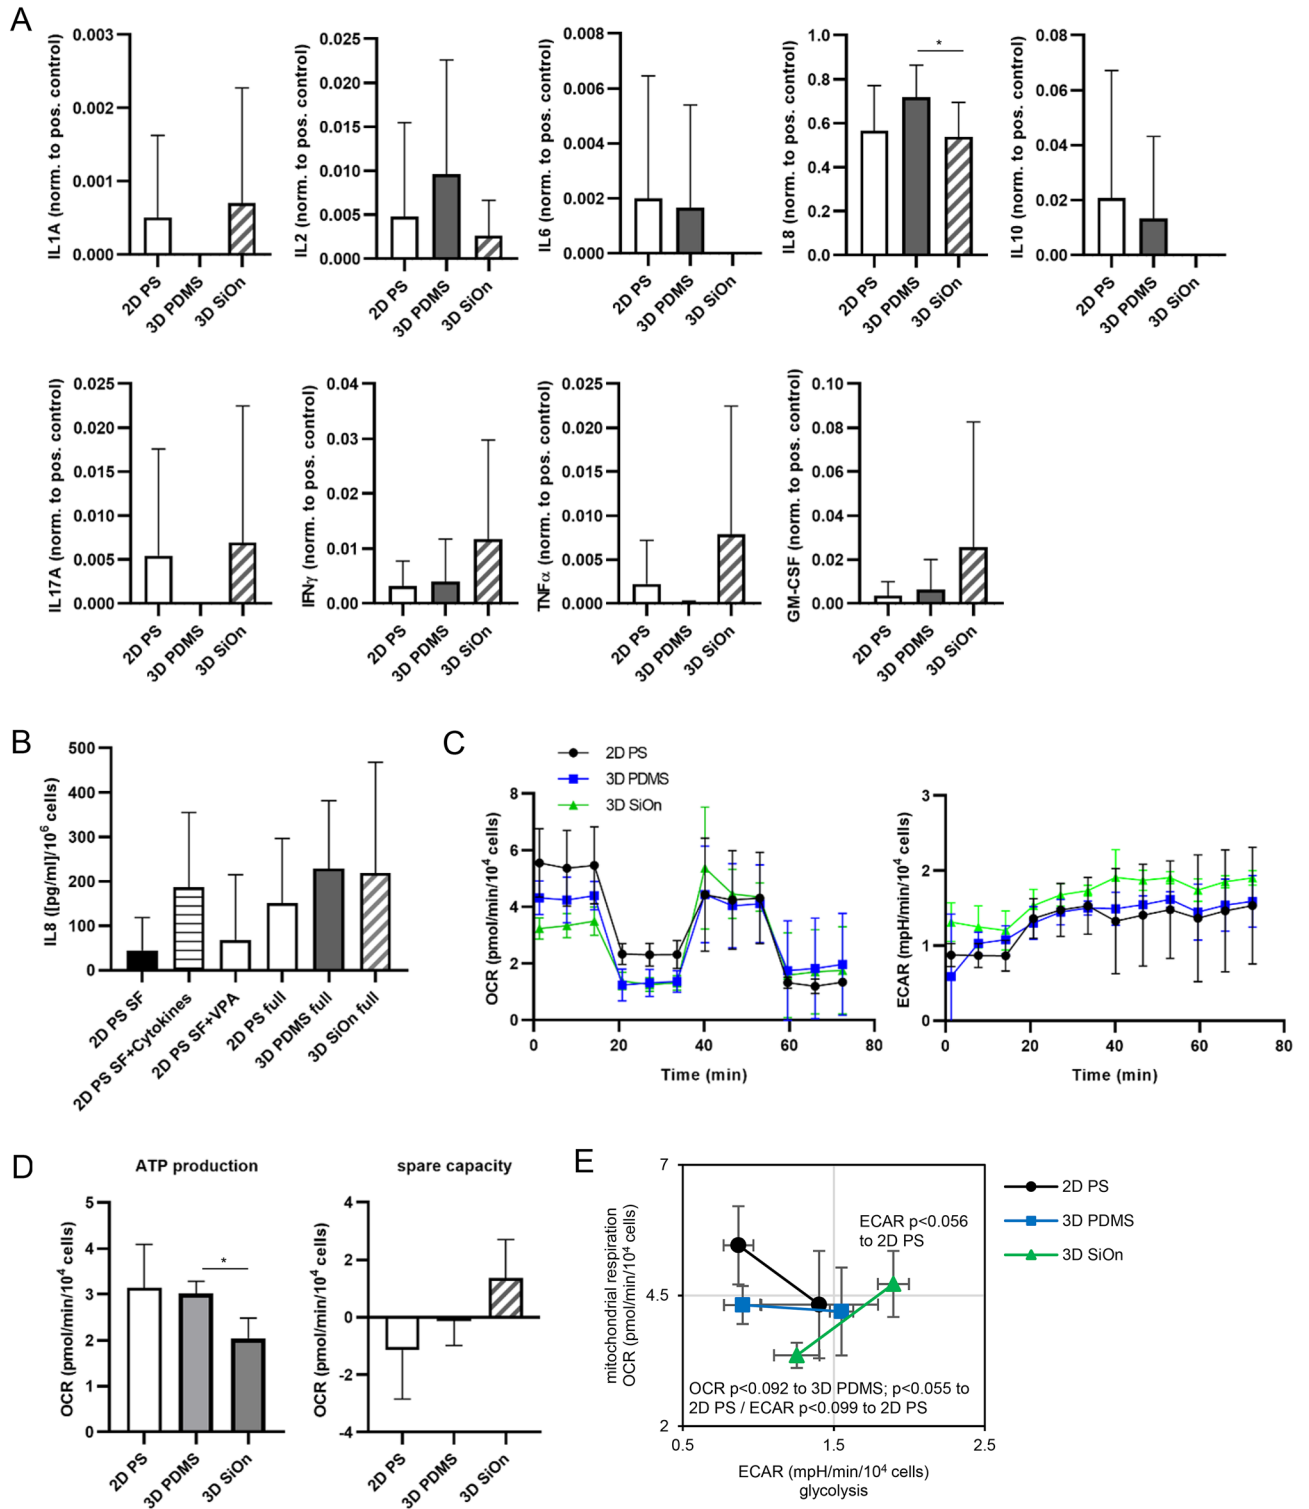 A
IL1A (norm. to pos. control)
0.003
0.002
0.001
0.000
2D PS
3D PDMS
3D SiOn
IL2 (norm. to pos. control)
0.025
0.020
0.015
0.010
0.005
0.000
2D PS
3D PDMS
3D SiOn
IL6 (norm. to pos. control)
0.008
0.006
0.004
0.002
0.000
2D PS
3D PDMS
3D SiOn
IL8 (norm. to pos. control)
1.0
0.8
0.6
0.4
0.2
0.0
*
2D PS
3D PDMS
3D SiOn
IL10 (norm. to pos. control)
0.08
0.06
0.04
0.02
0.00
2D PS
3D PDMS
3D SiOn
IL17A (norm. to pos. control)
0.025
0.020
0.015
0.010
0.005
0.000
2D PS
3D PDMS
3D SiOn
IFNγ (norm. to pos. control)
0.04
0.03
0.02
0.01
0.00
2D PS
3D PDMS
3D SiOn
TNFα (norm. to pos. control)
0.025
0.020
0.015
0.010
0.005
0.000
2D PS
3D PDMS
3D SiOn
GM-CSF (norm. to pos. control)
0.10
0.08
0.06
0.04
0.02
0.00
2D PS
3D PDMS
3D SiOn
B
IL8 ([pg/ml]/10⁶ cells)
500
400
300
200
100
0
2D PS SF
2D PS SF+Cytokines
2D PS SF+VPA
2D PS full
3D PDMS full
3D SiOn full
C
2D PS
3D PDMS
3D SiOn
OCR (pmol/min/10⁴ cells)
8
6
4
2
0
0
20
40
60
80
Time (min)
ECAR (mpH/min/10⁴ cells)
3
2
1
0
0
20
40
60
80
Time (min)
D
ATP production
OCR (pmol/min/10⁴ cells)
5
4
3
2
1
0
*
2D PS
3D PDMS
3D SiOn
spare capacity
OCR (pmol/min/10⁴ cells)
4
2
0
-2
-4
2D PS
3D PDMS
3D SiOn
E
mitochondrial respiration
OCR (pmol/min/10⁴ cells)
7
4.5
2
ECAR p<0.056
to 2D PS
OCR p<0.092 to 3D PDMS; p<0.055 to
2D PS / ECAR p<0.099 to 2D PS
0.5
1.5
2.5
ECAR (mpH/min/10⁴ cells)
glycolysis
2D PS
3D PDMS
3D SiOn